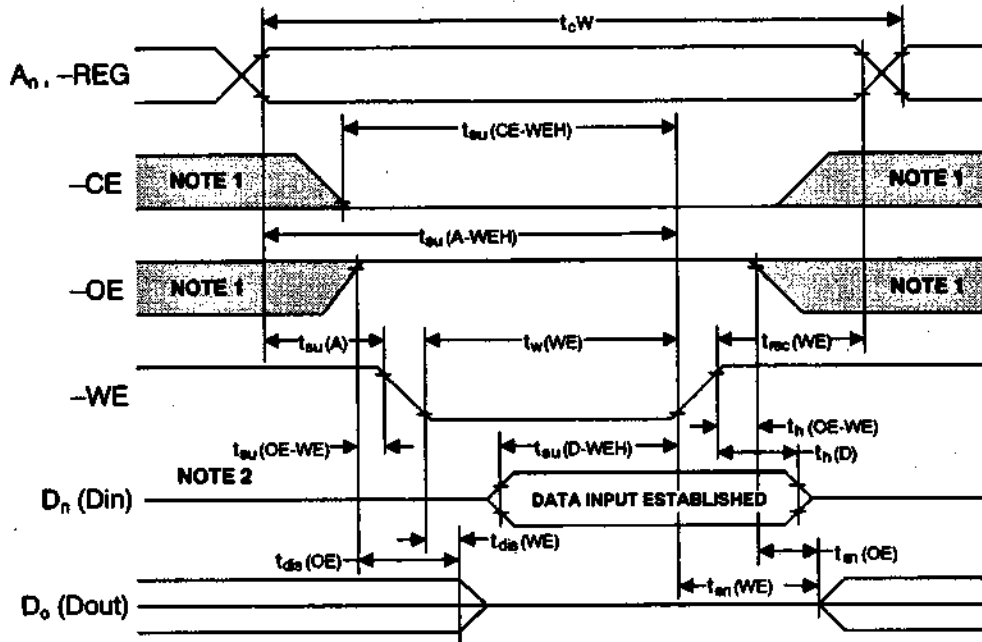 tcW
An, –REG
tsu(CE-WEH)
–CE
NOTE 1
NOTE 1
tsu(A-WEH)
–OE
NOTE 1
NOTE 1
tsu(A)
tw(WE)
trec(WE)
–WE
tsu(OE-WE)
tsu(D-WEH)
th(OE-WE)
th(D)
NOTE 2
Dn (Din)
DATA INPUT ESTABLISHED
tdis(OE)
tdis(WE)
ten(OE)
ten(WE)
Do (Dout)